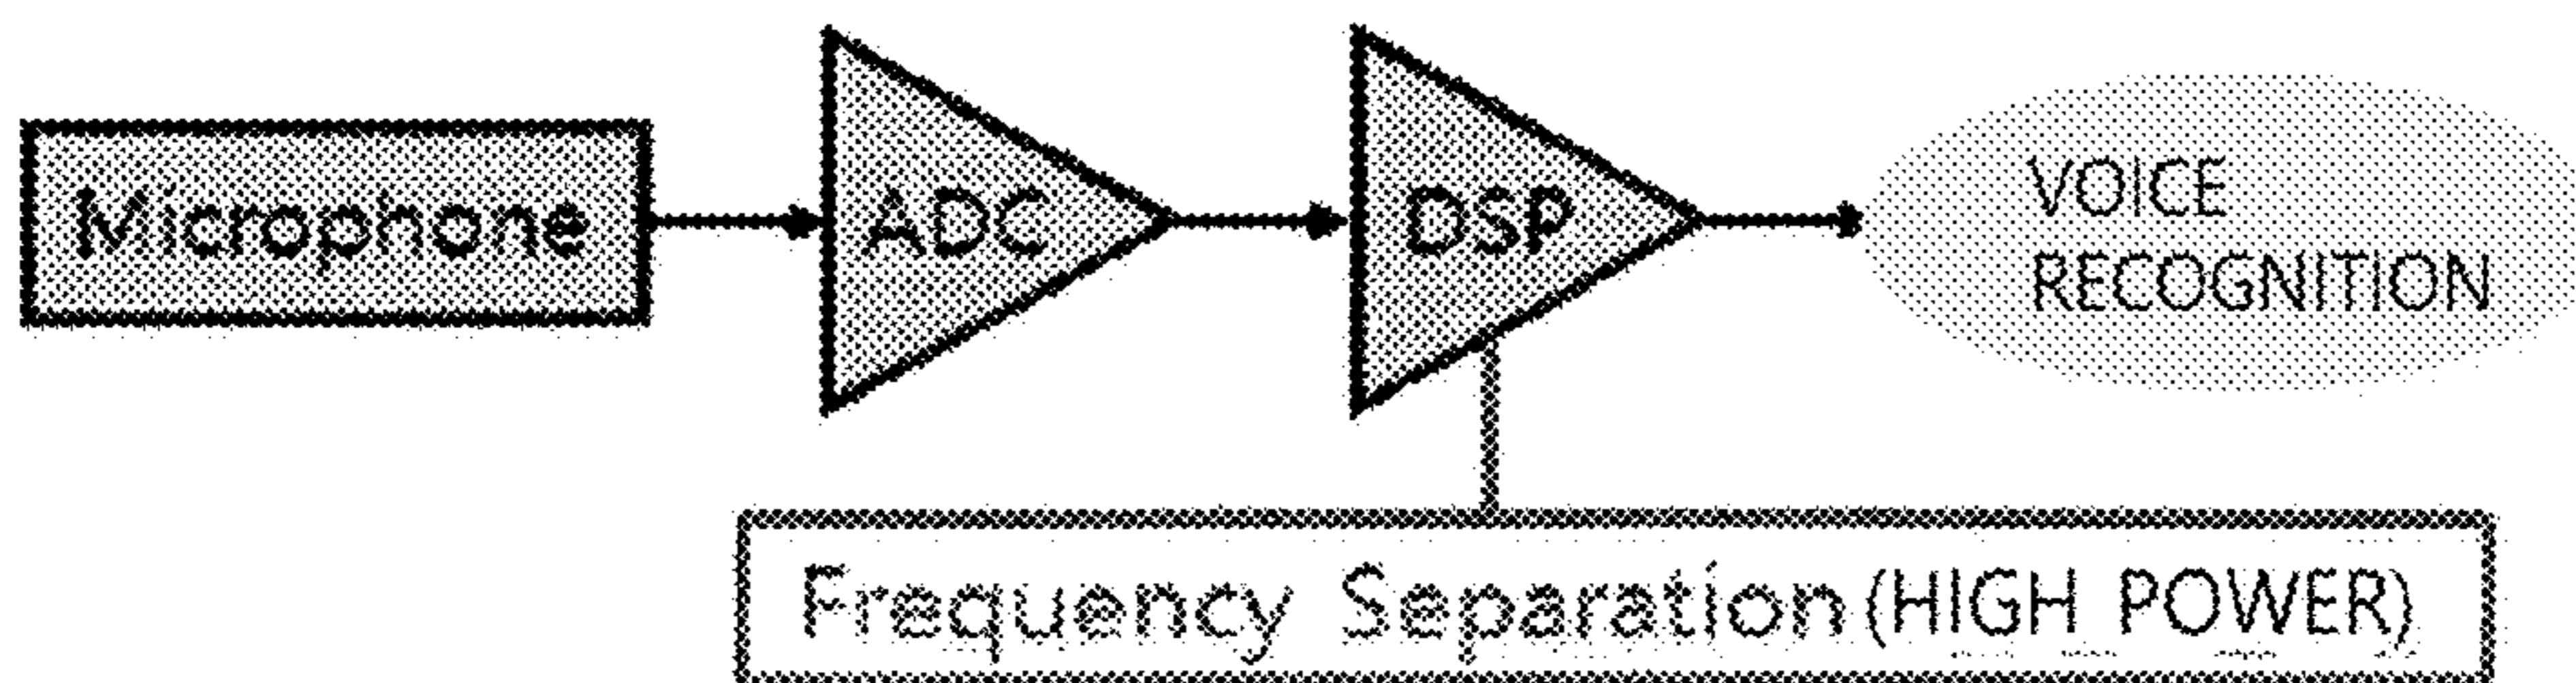 Microphone
ADC
DSP
VOICE
RECOGNITION
Frequency Separation (HIGH POWER)